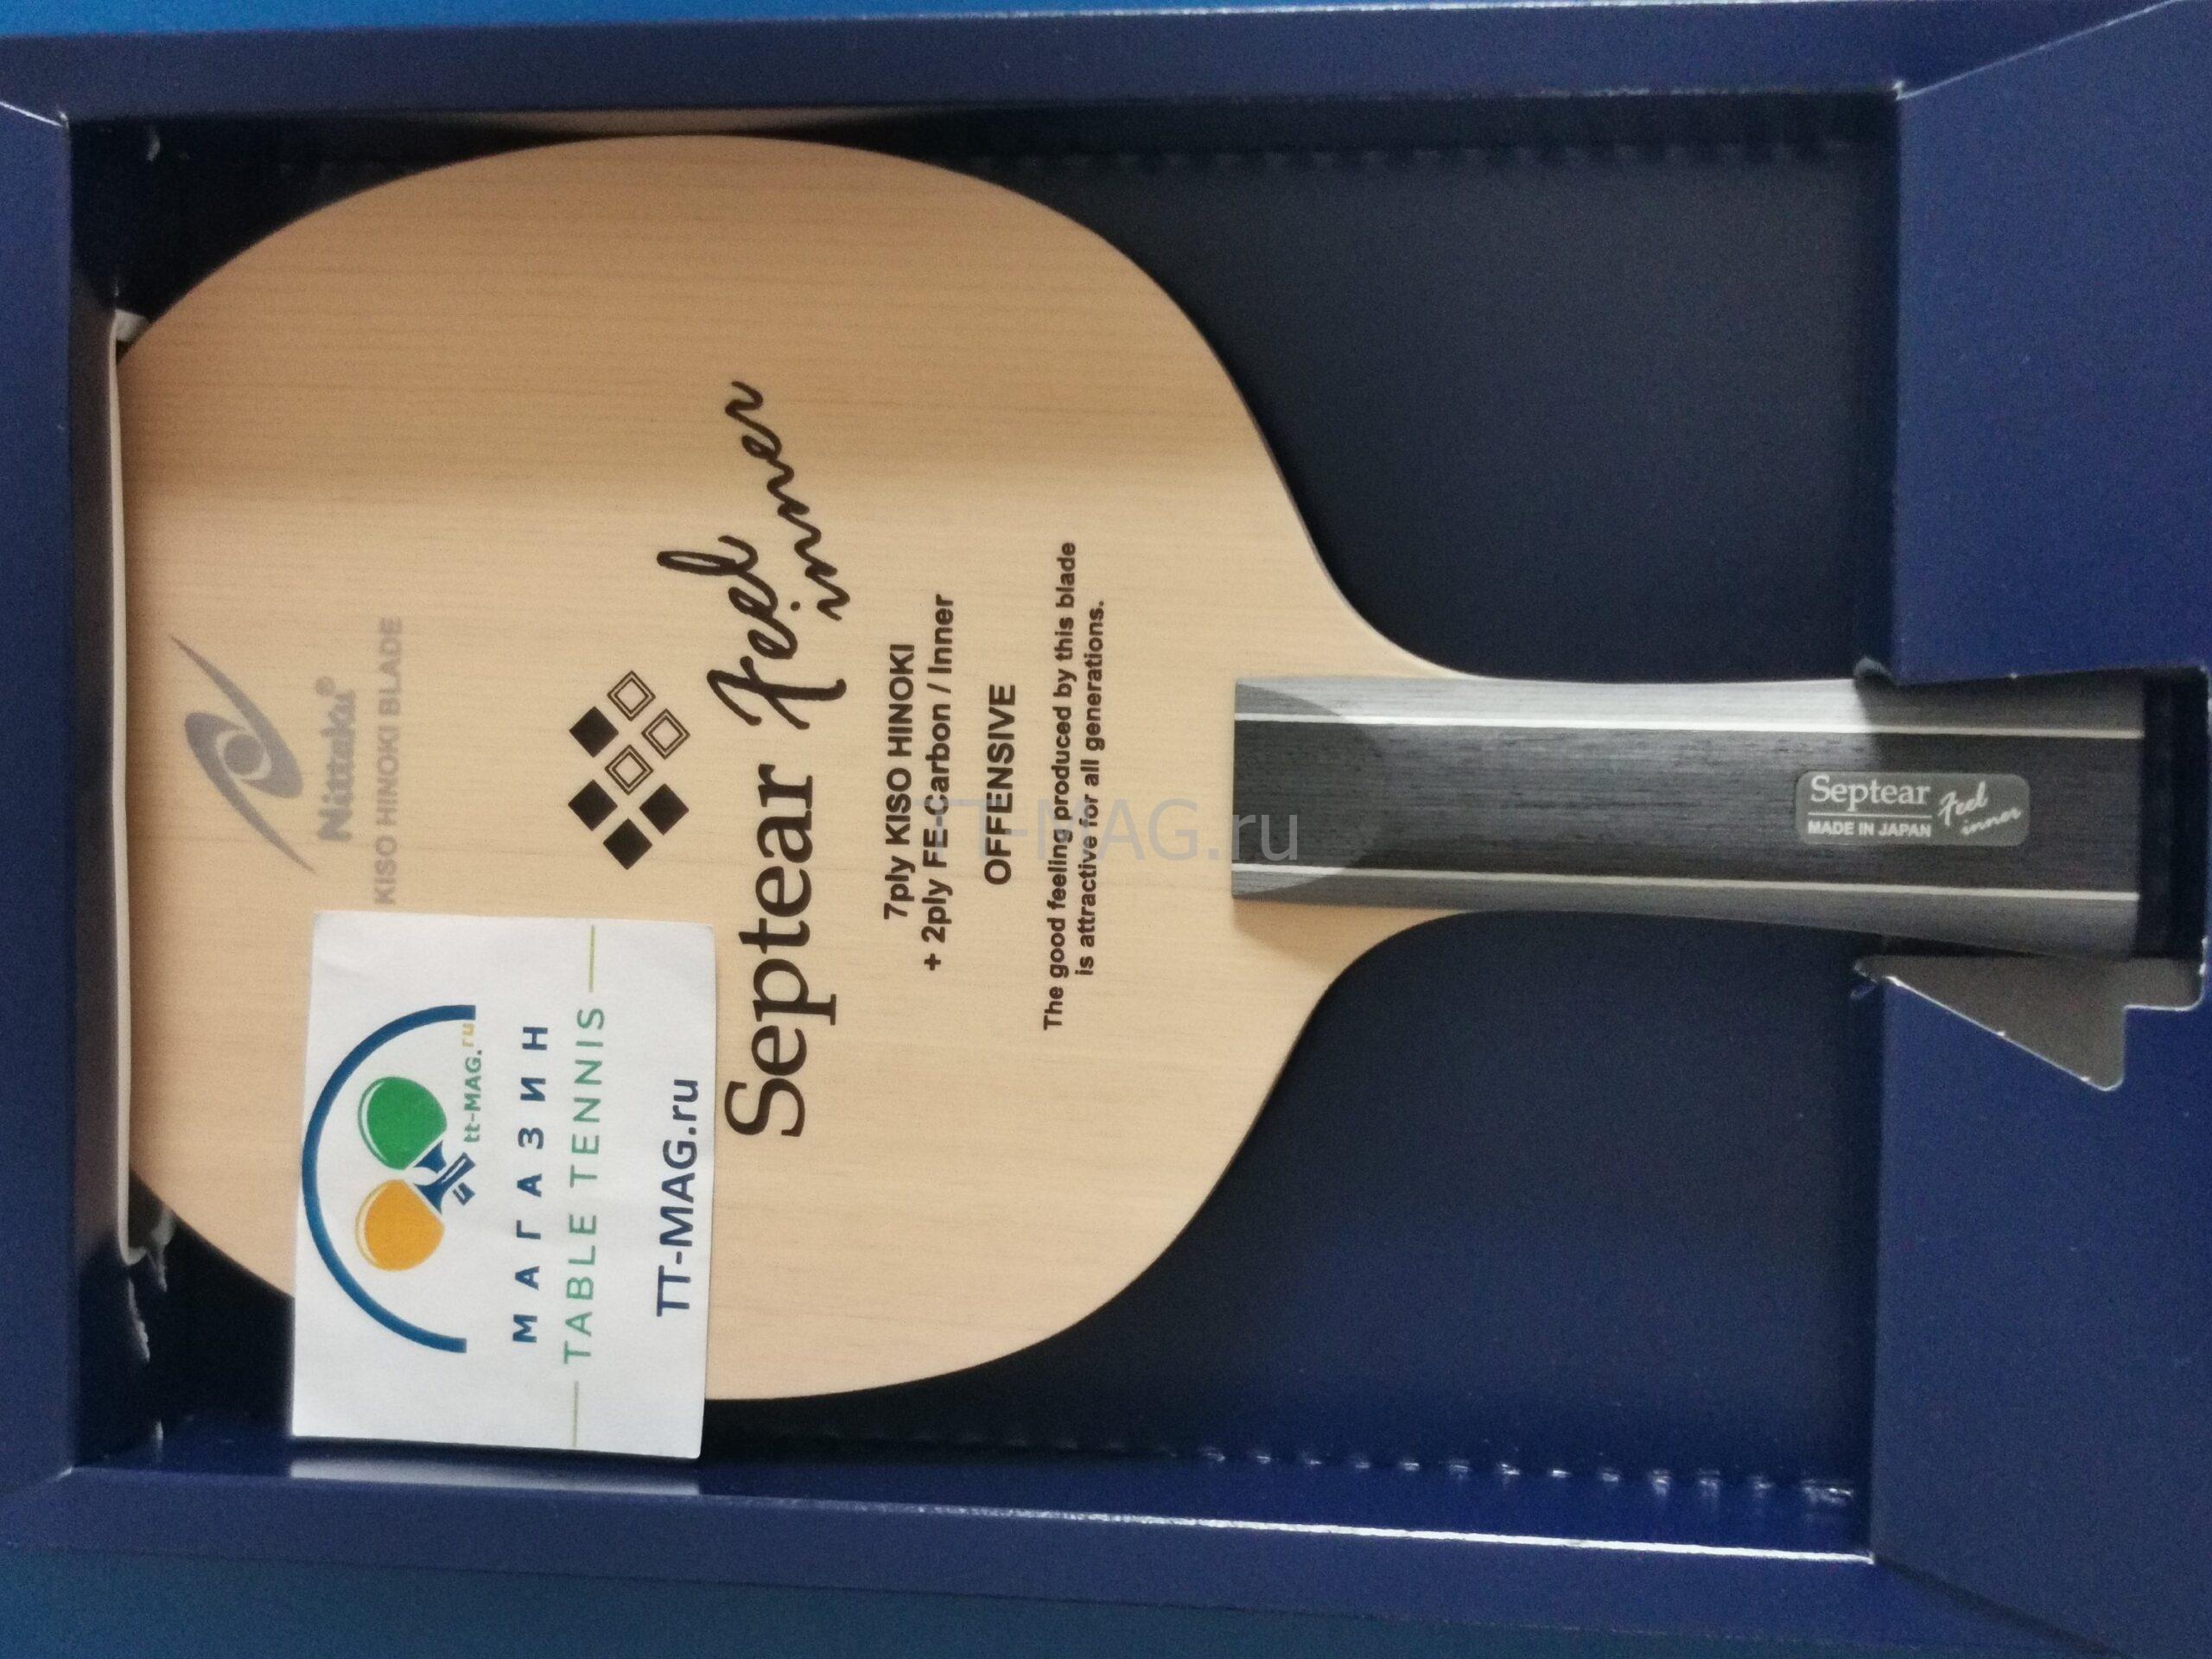 Nittaku®
KISO HINOKI BLADE
Septear Feel
inner
7ply KISO HINOKI
+ 2ply FE-Carbon / Inner
OFFENSIVE
The good feeling produced by this blade
is attractive for all generations.
Septear
MADE IN JAPAN
Feel
inner
tt-MAG.ru
МАГАЗИН
TABLE TENNIS
TT-MAG.ru
TT-MAG.ru